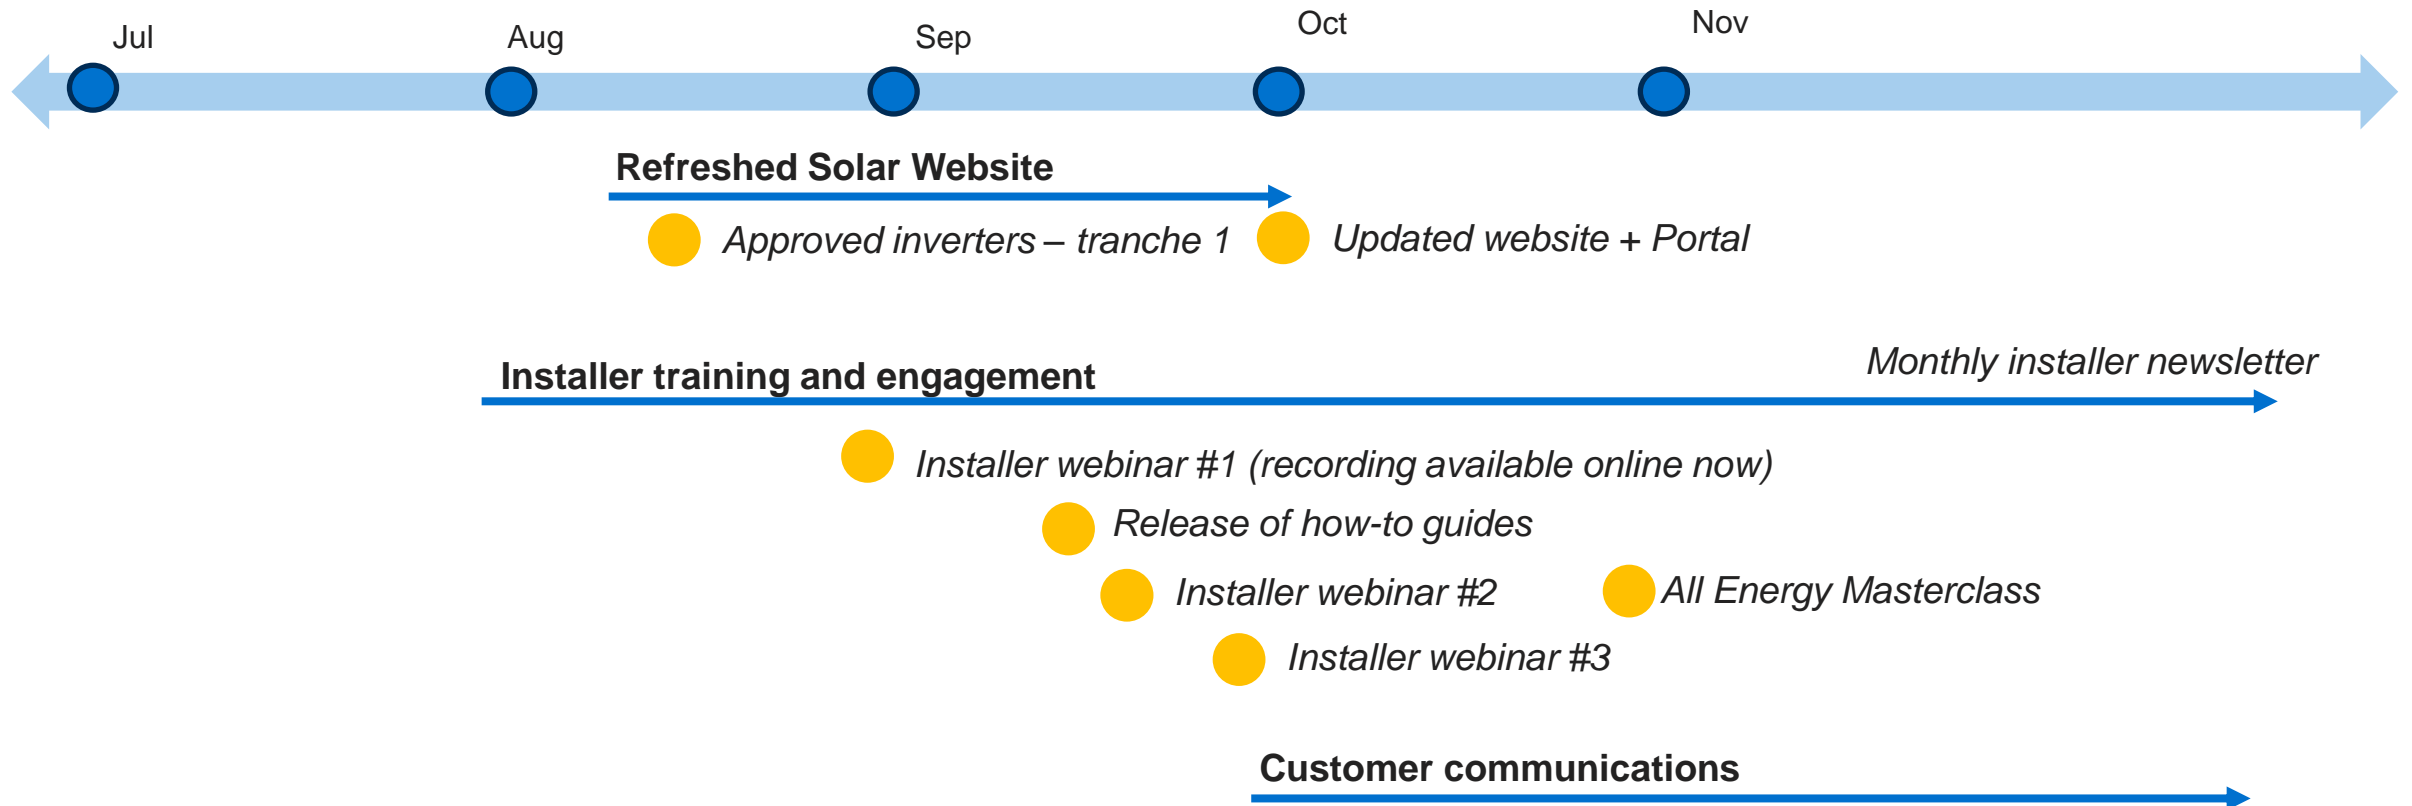 Jul
Aug
Sep
Oct
Nov
Refreshed Solar Website
Approved inverters – tranche 1
Updated website + Portal
Installer training and engagement
Monthly installer newsletter
Installer webinar #1 (recording available online now)
Release of how-to guides
Installer webinar #2
All Energy Masterclass
Installer webinar #3
Customer communications